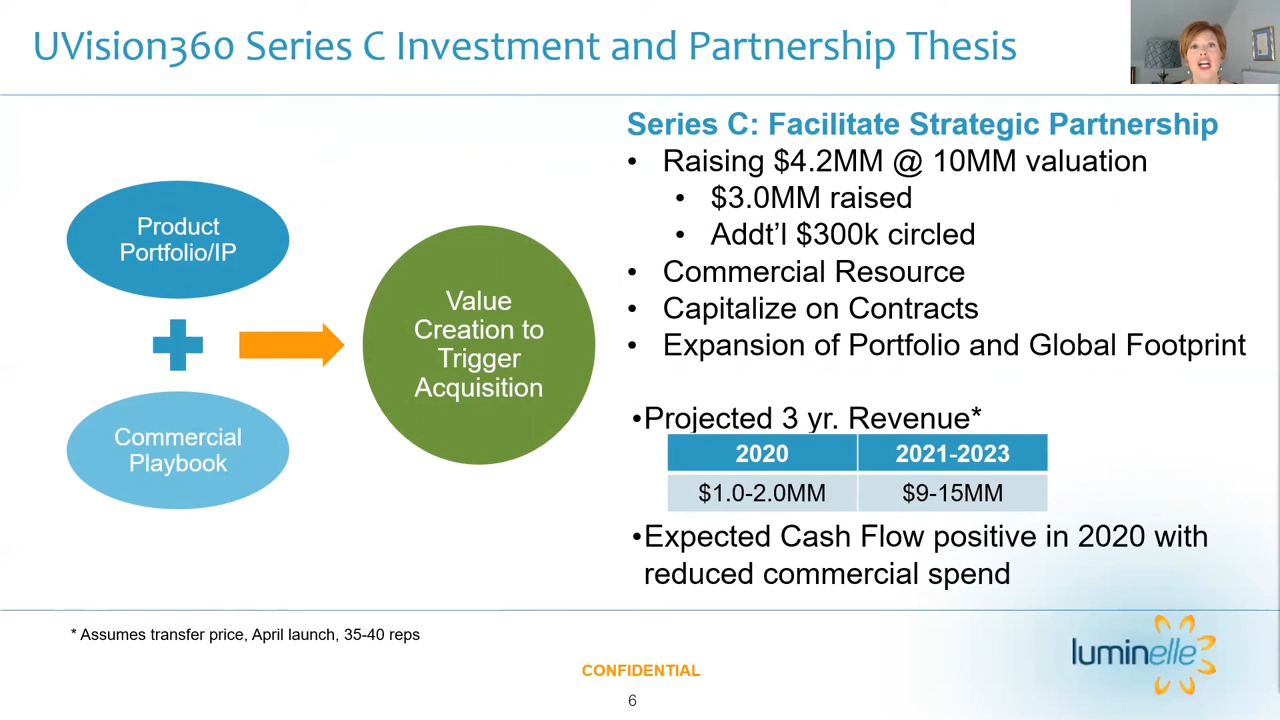 UVision360 Series C Investment and Partnership Thesis
Product
Portfolio/IP
Commercial
Playbook
Value
Creation to
Trigger
Acquisition
Series C: Facilitate Strategic Partnership
• Raising $4.2MM @ 10MM valuation
• $3.0MM raised
• Addt’l $300k circled
• Commercial Resource
• Capitalize on Contracts
• Expansion of Portfolio and Global Footprint
•Projected 3 yr. Revenue*
2020 2021-2023
$1.0-2.0MM $9-15MM
•Expected Cash Flow positive in 2020 with
reduced commercial spend
* Assumes transfer price, April launch, 35-40 reps
luminelle
CONFIDENTIAL
6